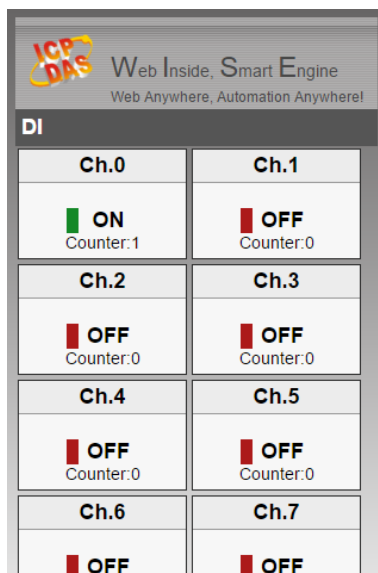 ICP
DAS
Web Inside, Smart Engine
Web Anywhere, Automation Anywhere!
DI
Ch.0 Ch.1
ON OFF
Counter:1 Counter:0
Ch.2 Ch.3
OFF OFF
Counter:0 Counter:0
Ch.4 Ch.5
OFF OFF
Counter:0 Counter:0
Ch.6 Ch.7
OFF OFF